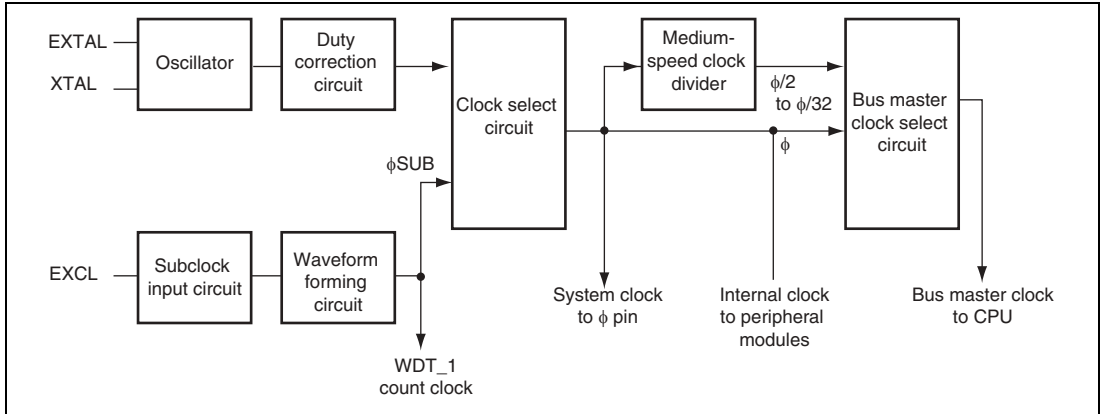 EXTAL
XTAL
Oscillator
Duty
correction
circuit
Clock select
circuit
Medium-
speed clock
divider
ϕ/2
to ϕ/32
ϕ
Bus master
clock select
circuit
ϕSUB
EXCL
Subclock
input circuit
Waveform
forming
circuit
WDT_1
count clock
System clock
to ϕ pin
Internal clock
to peripheral
modules
Bus master clock
to CPU